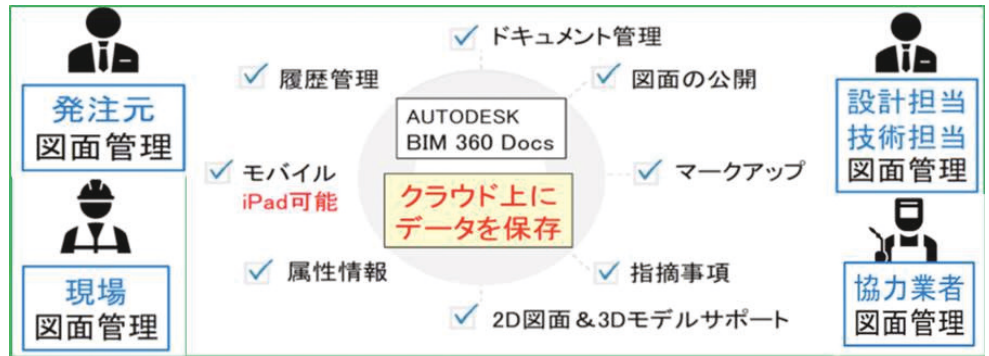 発注元
図面管理
現場
図面管理
ドキュメント管理
履歴管理
図面の公開
AUTODESK
BIM 360 Docs
モバイル
iPad可能
マークアップ
クラウド上に
データを保存
属性情報
指摘事項
2D図面&3Dモデルサポート
設計担当
技術担当
図面管理
協力業者
図面管理